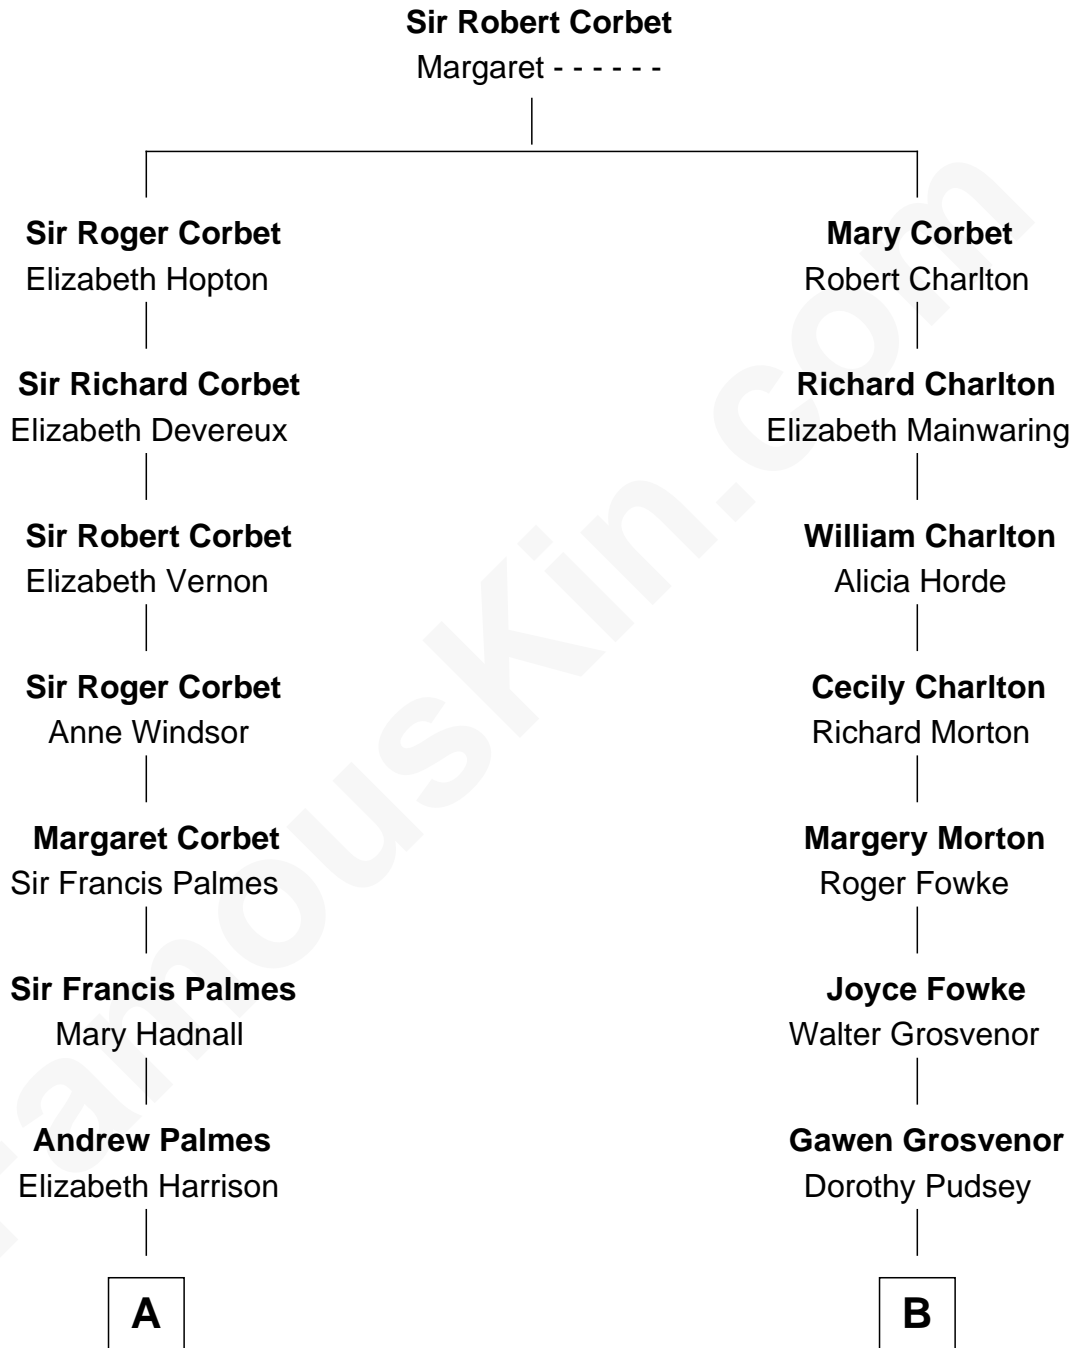 Sir Robert Corbet
Margaret - - - - - -
Sir Roger Corbet
Elizabeth Hopton
Mary Corbet
Robert Charlton
Sir Richard Corbet
Elizabeth Devereux
Richard Charlton
Elizabeth Mainwaring
Sir Robert Corbet
Elizabeth Vernon
William Charlton
Alicia Horde
Sir Roger Corbet
Anne Windsor
Cecily Charlton
Richard Morton
Margaret Corbet
Sir Francis Palmes
Margery Morton
Roger Fowke
Sir Francis Palmes
Mary Hadnall
Joyce Fowke
Walter Grosvenor
Andrew Palmes
Elizabeth Harrison
Gawen Grosvenor
Dorothy Pudsey
A
B
FamousKin.com